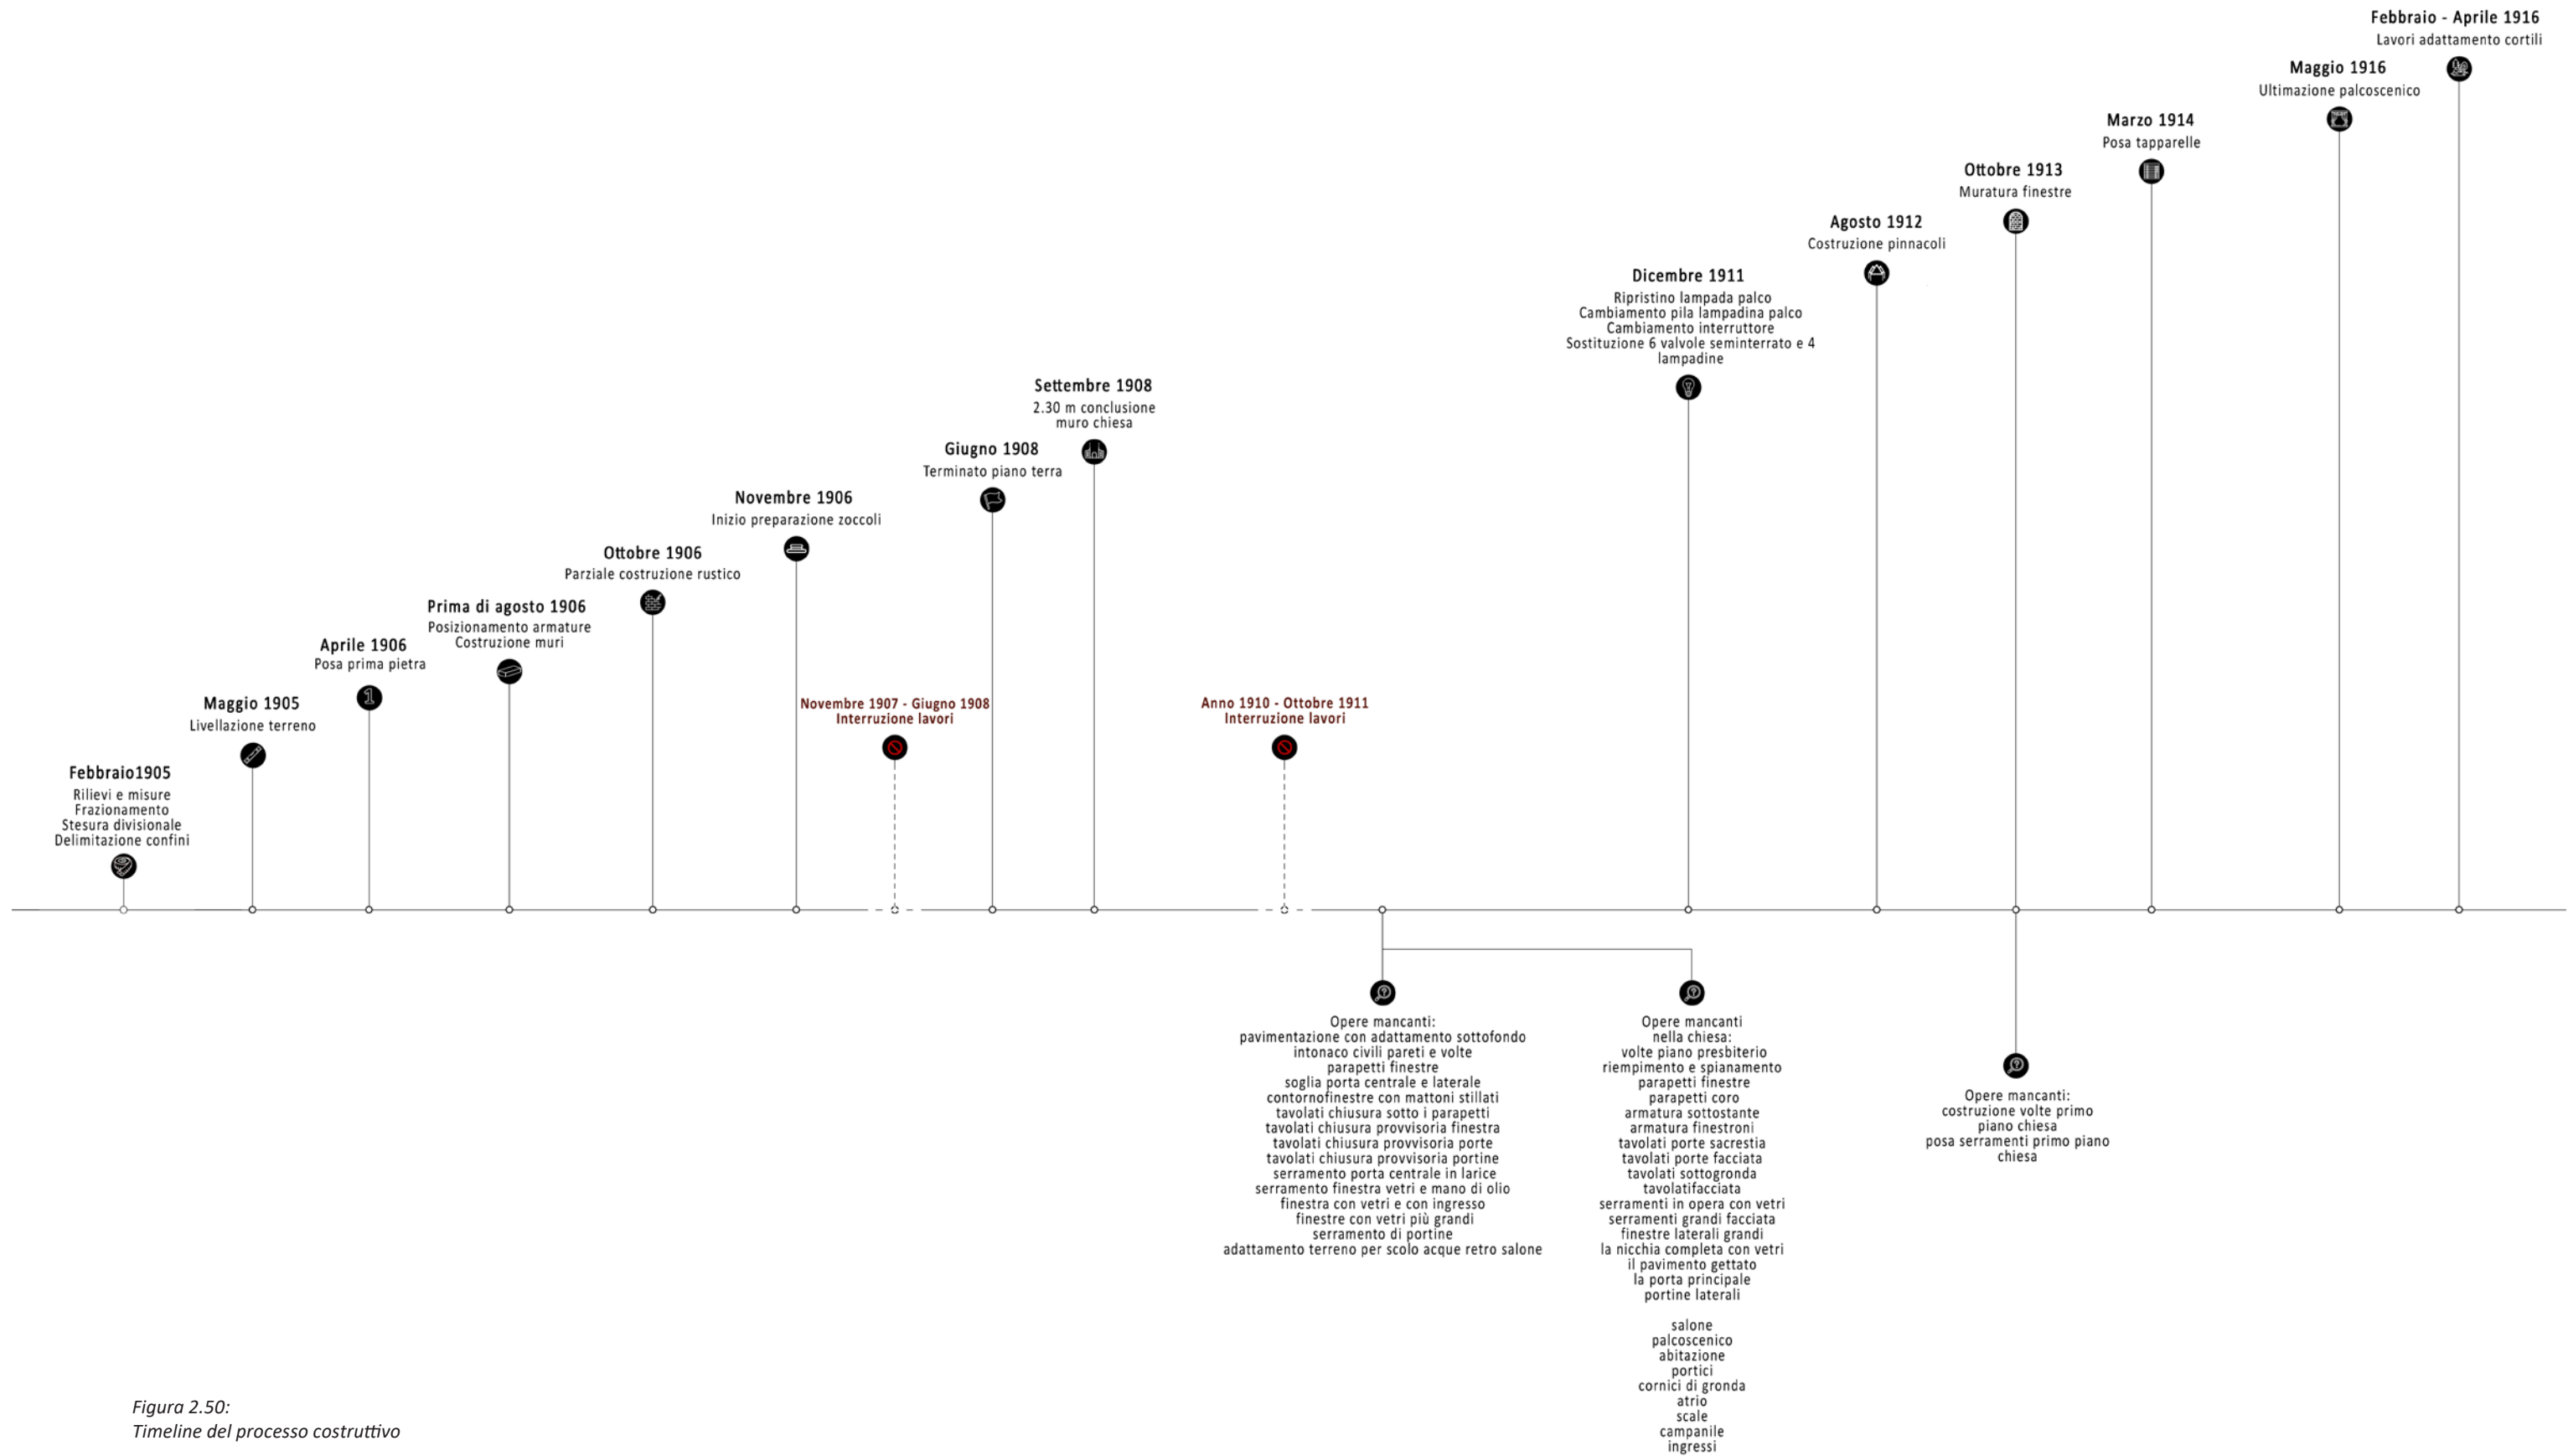 Febbraio1905
Rilievi e misure
Frazionamento
Stesura divisionale
Delimitazione confini
Maggio 1905
Livellazione terreno
Aprile 1906
Posa prima pietra
1
Prima di agosto 1906
Posizionamento armature
Costruzione muri
Ottobre 1906
Parziale costruzione rustico
Novembre 1906
Inizio preparazione zoccoli
Novembre 1907 - Giugno 1908
Interruzione lavori
Giugno 1908
Terminato piano terra
Settembre 1908
2.30 m conclusione
muro chiesa
Anno 1910 - Ottobre 1911
Interruzione lavori
Dicembre 1911
Ripristino lampada palco
Cambiamento pila lampadina palco
Cambiamento interruttore
Sostituzione 6 valvole seminterrato e 4
lampadine
Agosto 1912
Costruzione pinnacoli
Ottobre 1913
Muratura finestre
Marzo 1914
Posa tapparelle
Maggio 1916
Ultimazione palcoscenico
Febbraio - Aprile 1916
Lavori adattamento cortili
?
Opere mancanti:
pavimentazione con adattamento sottofondo
intonaco civili pareti e volte
parapetti finestre
soglia porta centrale e laterale
contornofinestre con mattoni stillati
tavolati chiusura sotto i parapetti
tavolati chiusura provvisoria finestra
tavolati chiusura provvisoria porte
tavolati chiusura provvisoria portine
serramento porta centrale in larice
serramento finestra vetri e mano di olio
finestra con vetri e con ingresso
finestre con vetri più grandi
serramento di portine
adattamento terreno per scolo acque retro salone
?
Opere mancanti
nella chiesa:
volte piano presbiterio
riempimento e spianamento
parapetti finestre
parapetti coro
armatura sottostante
armatura finestroni
tavolati porte sacrestia
tavolati porte facciata
tavolati sottogronda
tavolatifacciata
serramenti in opera con vetri
serramenti grandi facciata
finestre laterali grandi
la nicchia completa con vetri
il pavimento gettato
la porta principale
portine laterali
salone
palcoscenico
abitazione
portici
cornici di gronda
atrio
scale
campanile
ingressi
?
Opere mancanti:
costruzione volte primo
piano chiesa
posa serramenti primo piano
chiesa
Figura 2.50:
Timeline del processo costruttivo